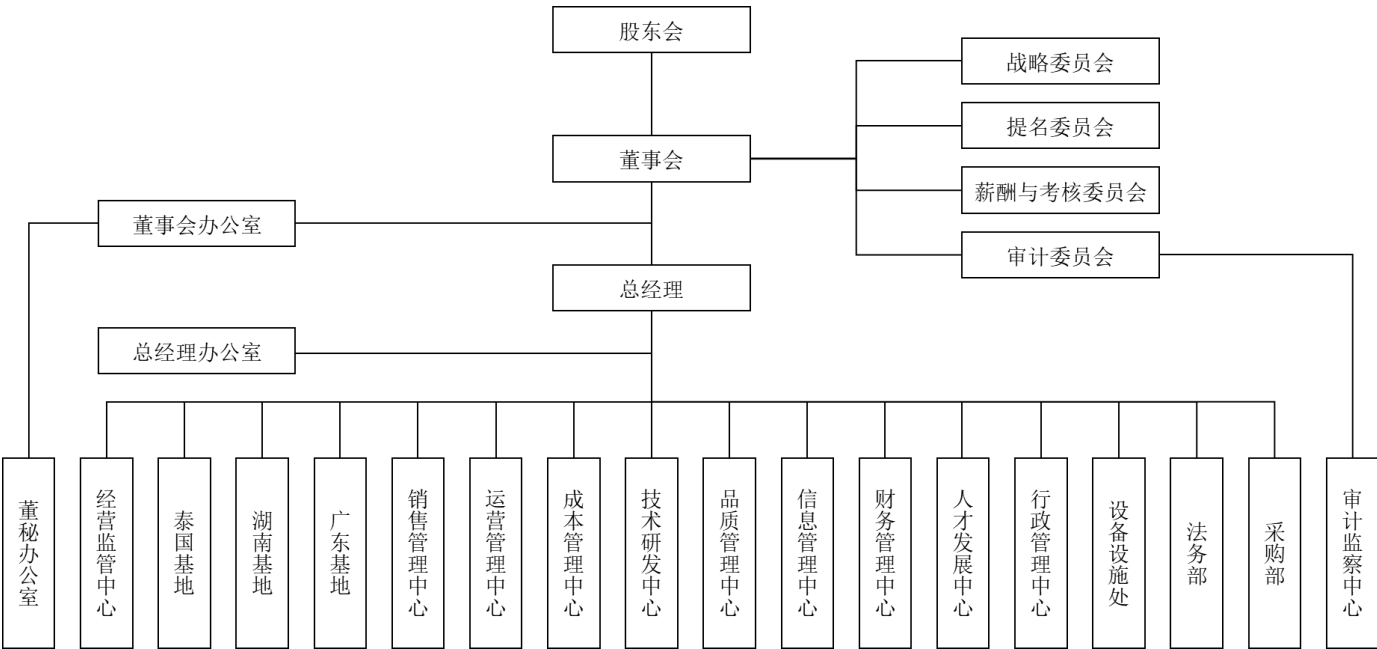 股东会
战略委员会
提名委员会
董事会
薪酬与考核委员会
董事会办公室
审计委员会
总经理
总经理办公室
董秘办公室
经营监管中心
泰国基地
湖南基地
广东基地
销售管理中心
运营管理中心
成本管理中心
技术研发中心
品质管理中心
信息管理中心
财务管理中心
人才发展中心
行政管理中心
设备设施处
法务部
采购部
审计监察中心